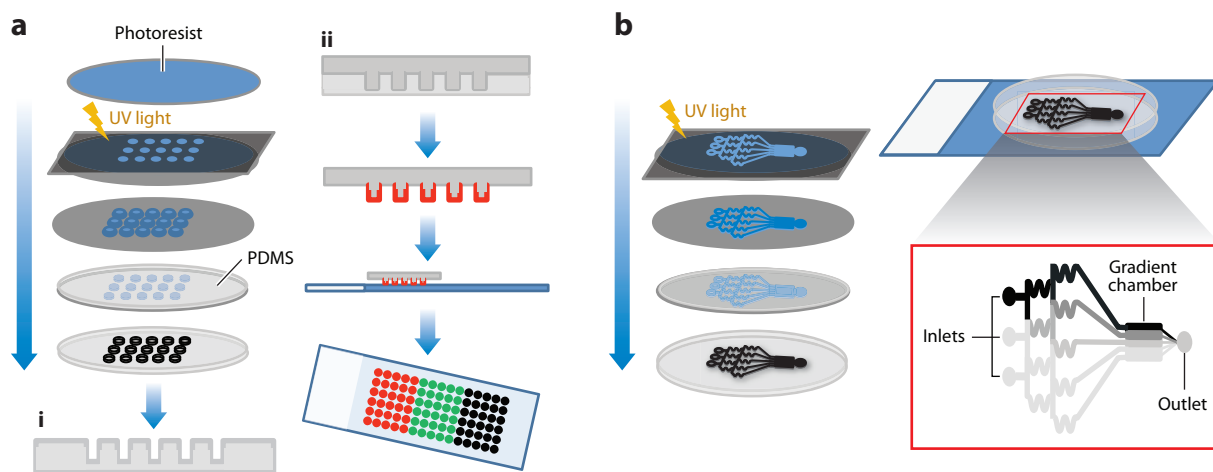 a
Photoresist
UV light
PDMS
i
ii
b
UV light
Gradient
chamber
Inlets
Outlet